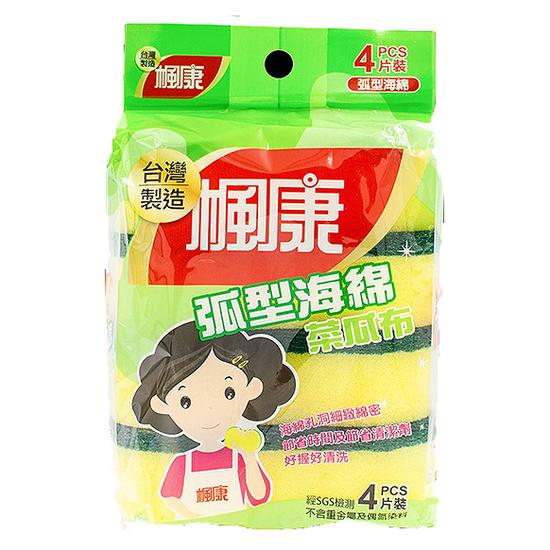 台灣
製造
楓康
4 PCS
片裝
弧型海綿
台灣
製造
楓康
弧型海綿
菜瓜布
海綿孔洞細緻綿密
節省時間及節省清潔劑
好握好清洗
楓康
經SGS檢測
不含重金屬及偶氮染料
4 PCS
片裝